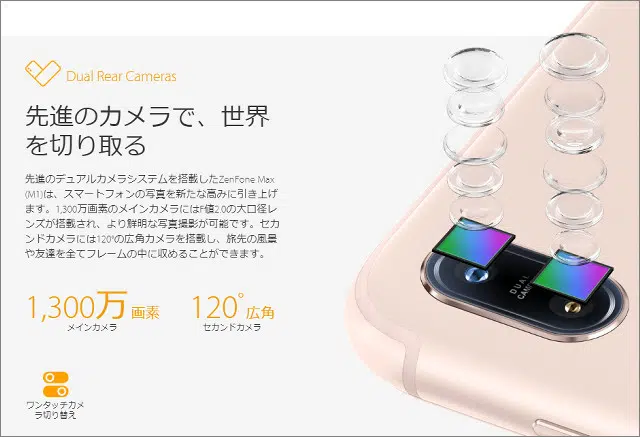 Dual Rear Cameras
先進のカメラで、世界
を切り取る
先進のデュアルカメラシステムを搭載したZenFone Max
(M1)は、スマートフォンの写真を新たな高みに引き上げ
ます。1,300万画素のメインカメラにはF値2.0の大口径レ
ンズが搭載され、より鮮明な写真撮影が可能です。セカ
ンドカメラには120°の広角カメラを搭載し、旅先の風景
や友達を全てフレームの中に収めることができます。
1,300万画素
メインカメラ
120°広角
セカンドカメラ
ワンタッチカメ
ラ切り替え
DUAL